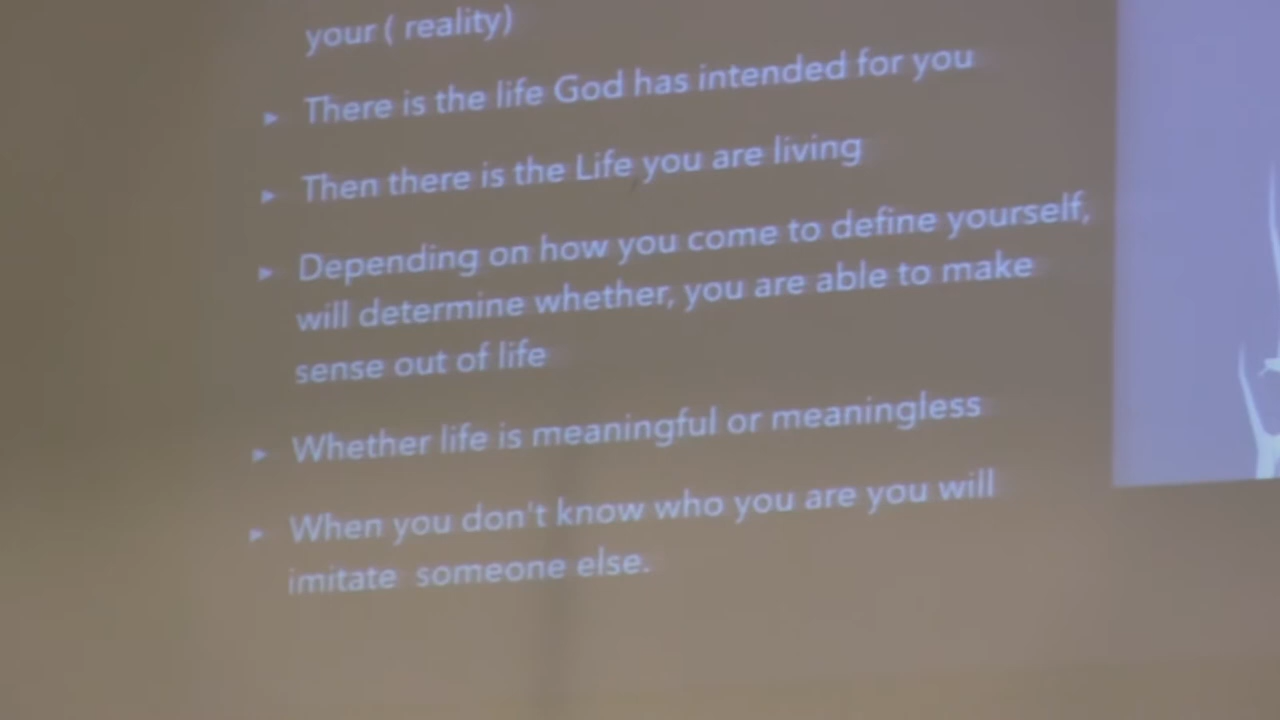 your ( reality)
▸ There is the life God has intended for you
▸ Then there is the Life you are living
▸ Depending on how you come to define yourself,
will determine whether, you are able to make
sense out of life
▸ Whether life is meaningful or meaningless
▸ When you don't know who you are you will
imitate  someone else.